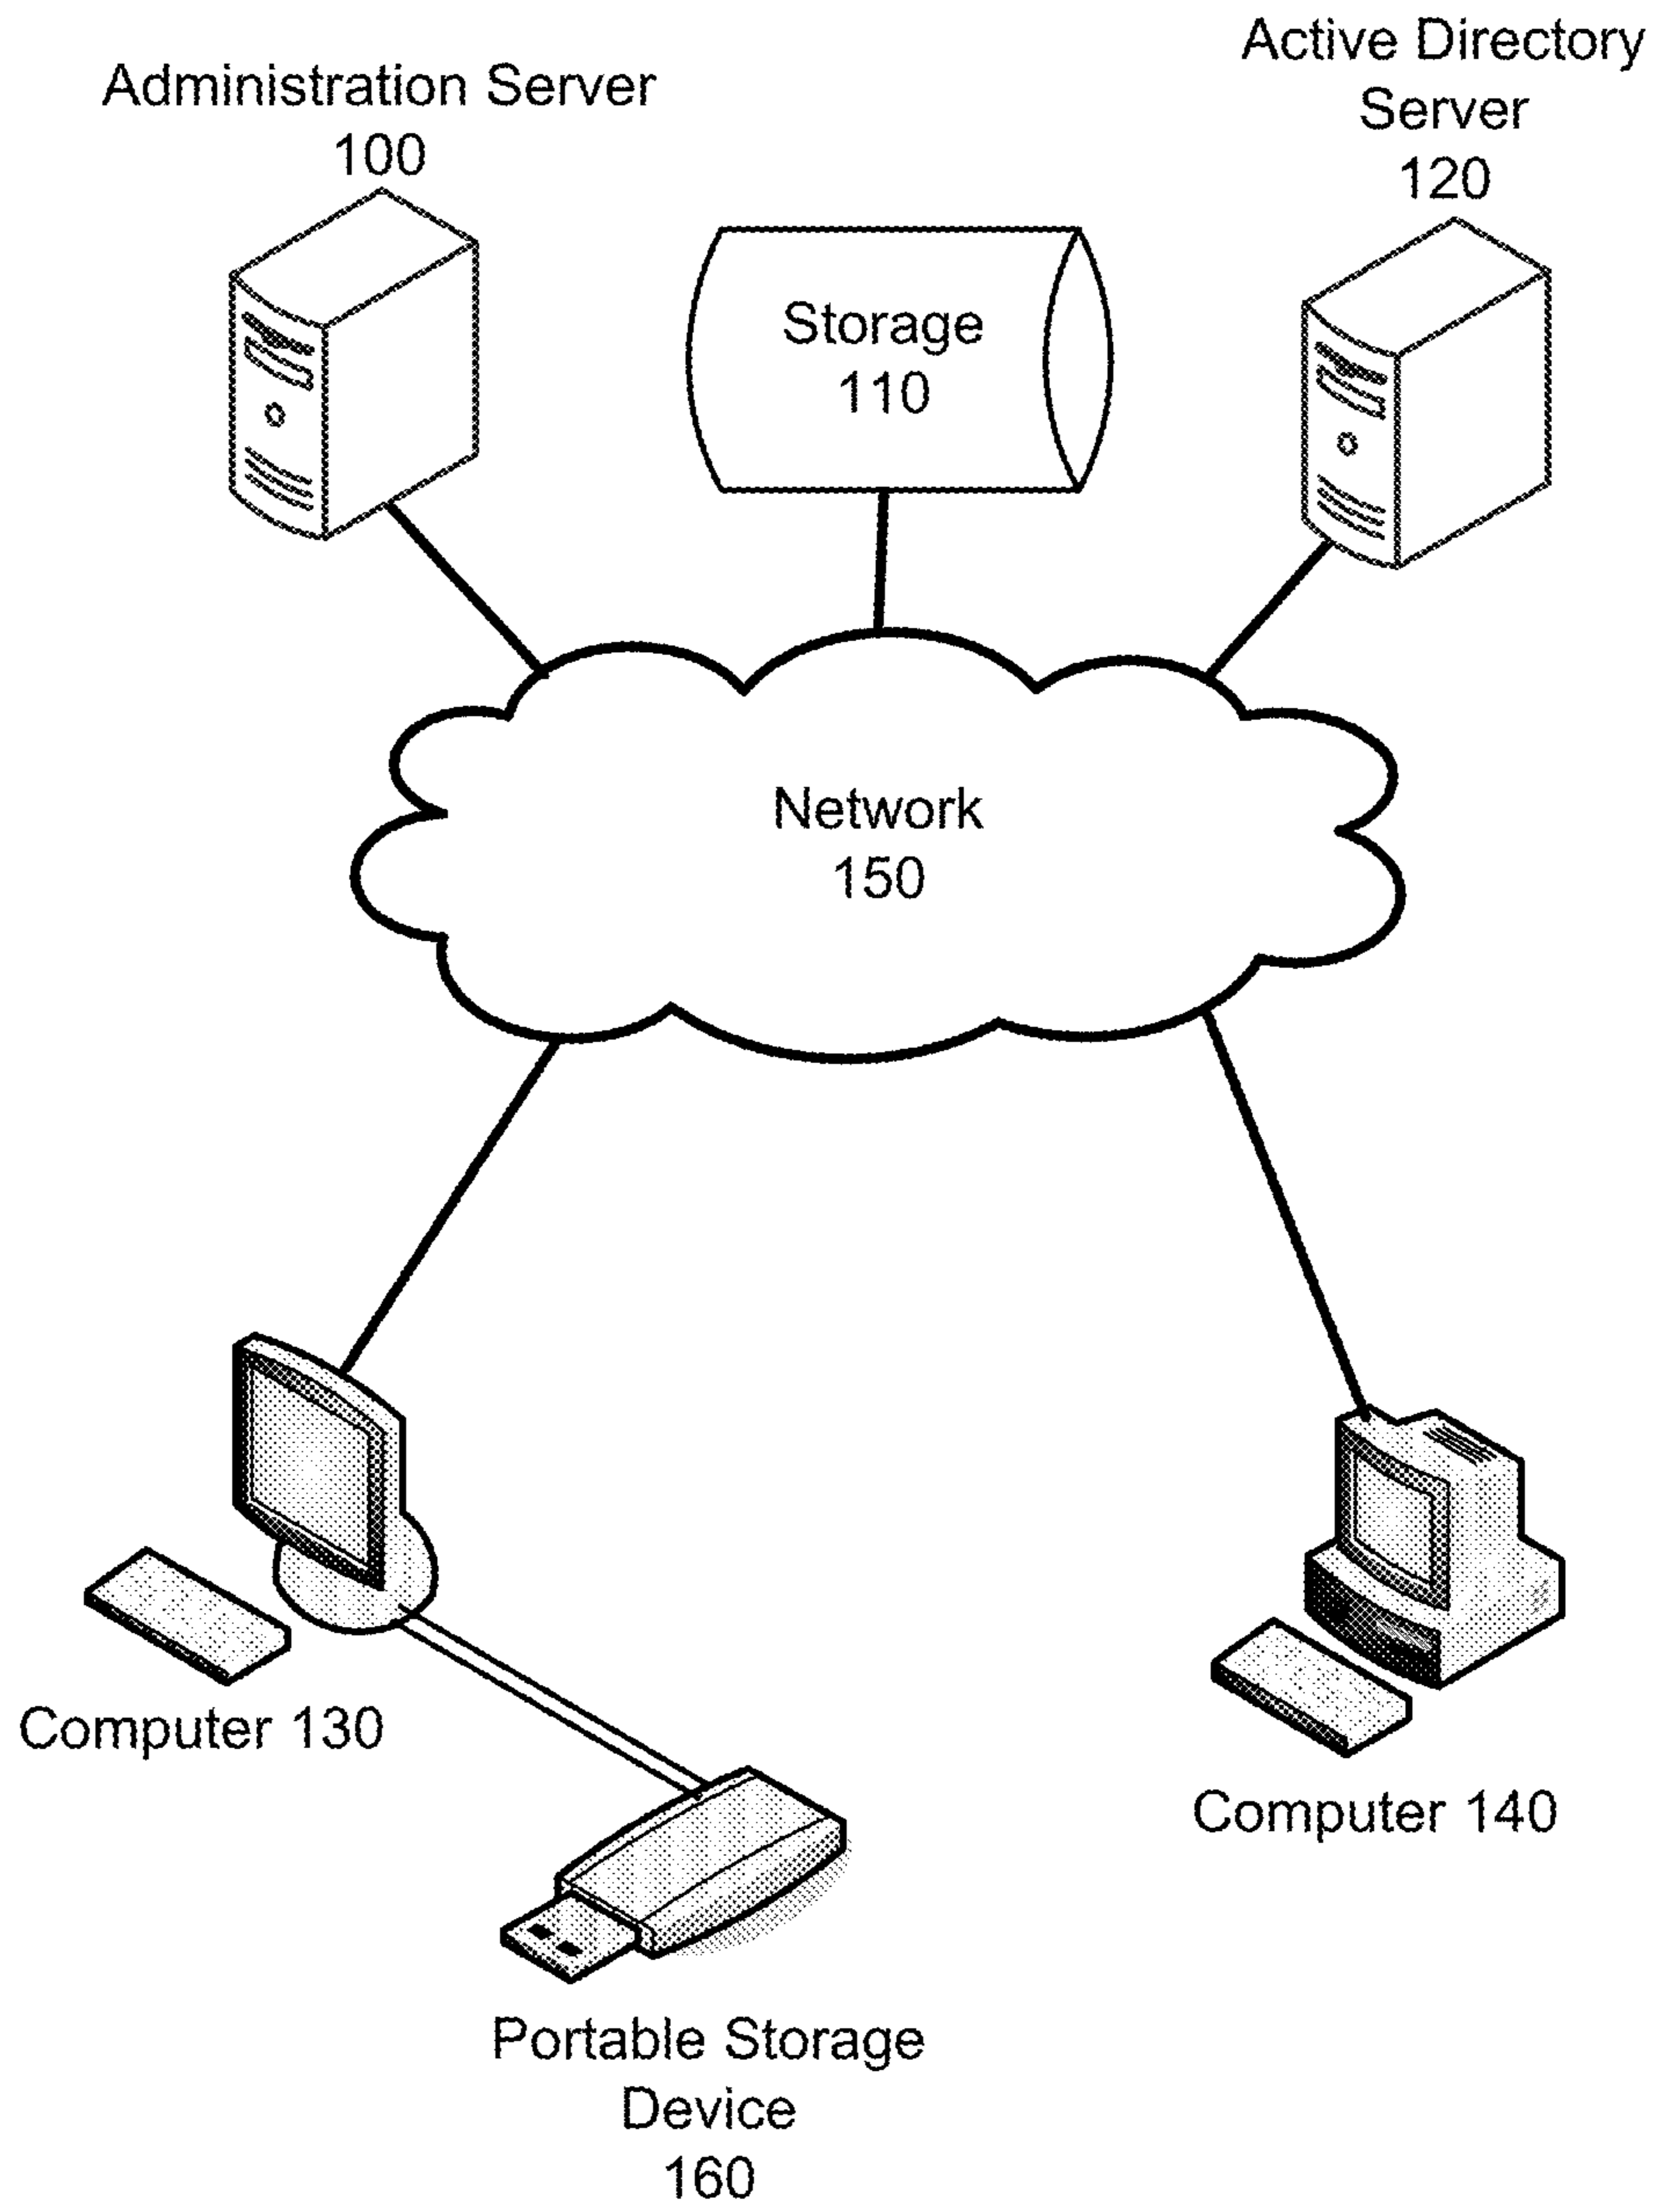 Administration Server
100
Active Directory
Server
120
Storage
110
Network
150
Computer 130
Computer 140
Portable Storage
Device
160